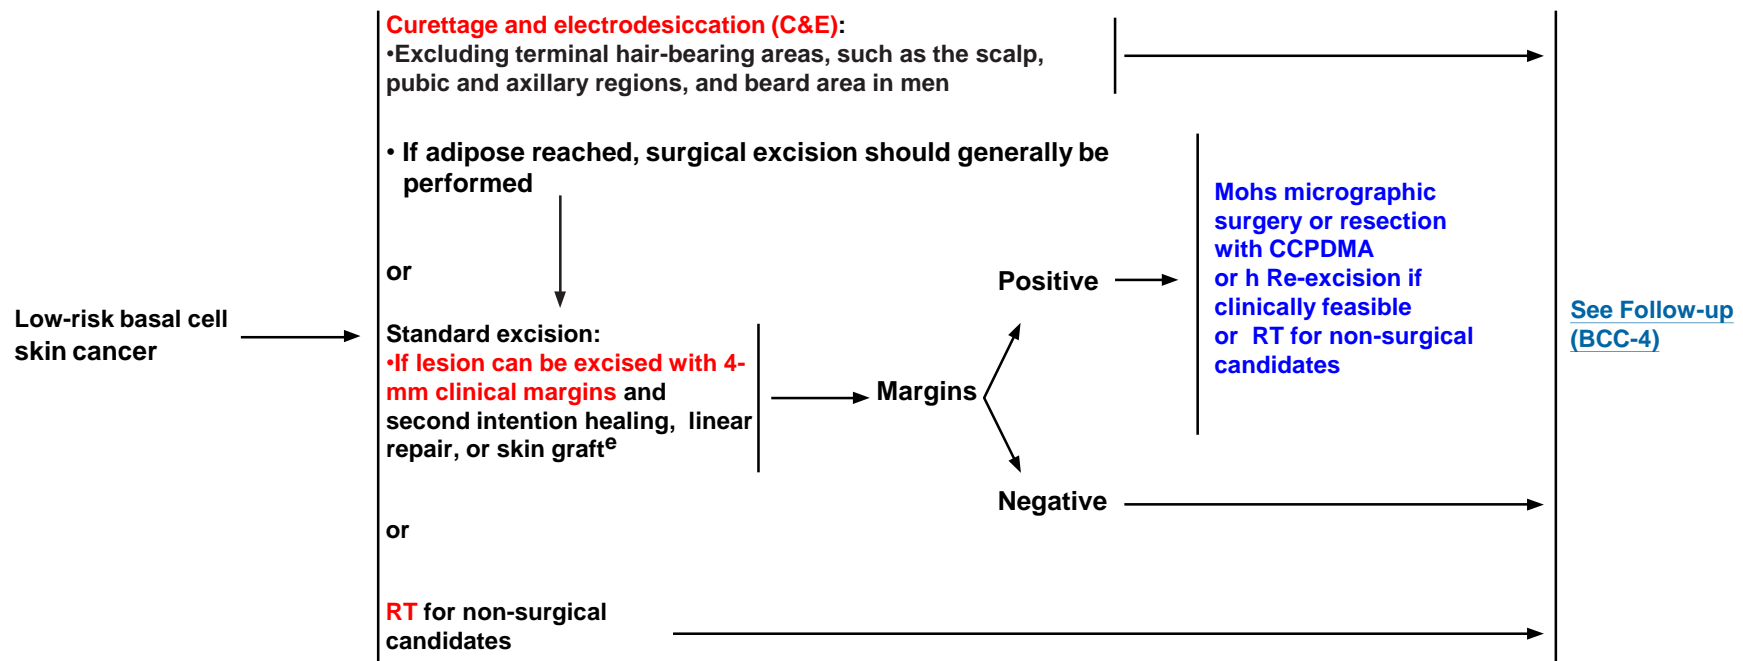 Curettage and electrodesiccation (C&E):
•Excluding terminal hair-bearing areas, such as the scalp,
pubic and axillary regions, and beard area in men
• If adipose reached, surgical excision should generally be
performed
or
Low-risk basal cell
skin cancer
Standard excision:
•If lesion can be excised with 4-
mm clinical margins and
second intention healing, linear
repair, or skin graftᵉ
or
RT for non-surgical
candidates
Margins
Positive
Negative
Mohs micrographic
surgery or resection
with CCPDMA
or h Re-excision if
clinically feasible
or RT for non-surgical
candidates
See Follow-up
(BCC-4)